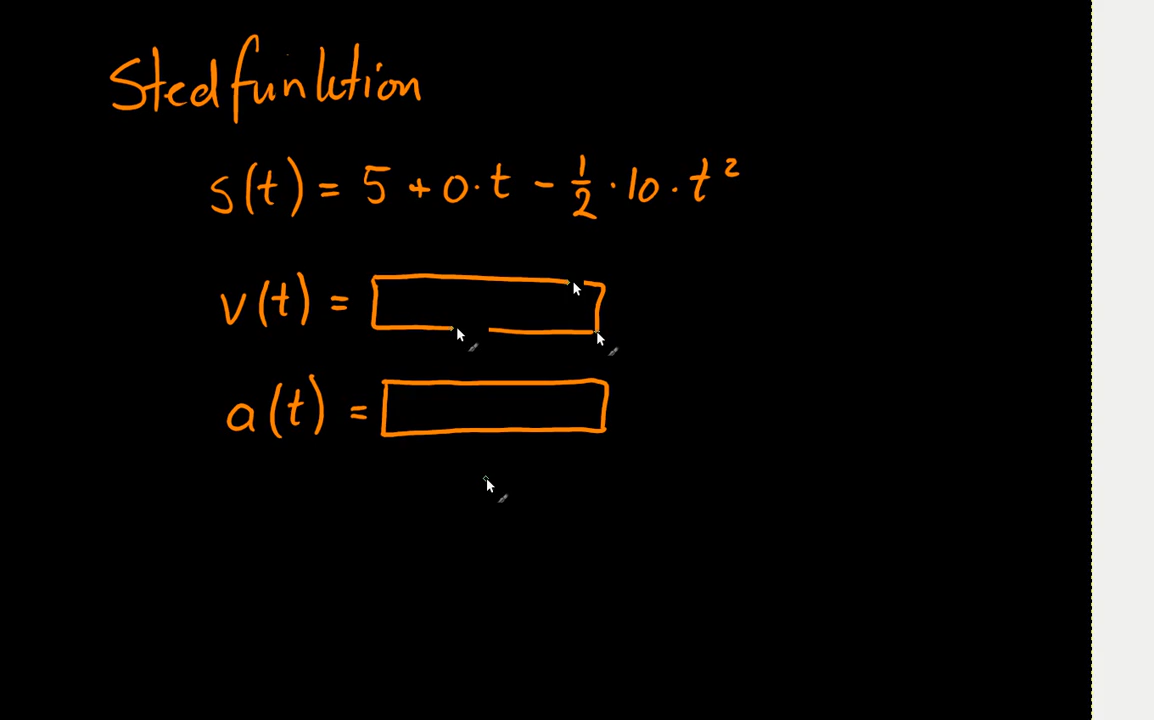 Stedfunktion
s(t) = 5 + 0·t - 1/2 · 10 · t²
v(t) =
a(t) =